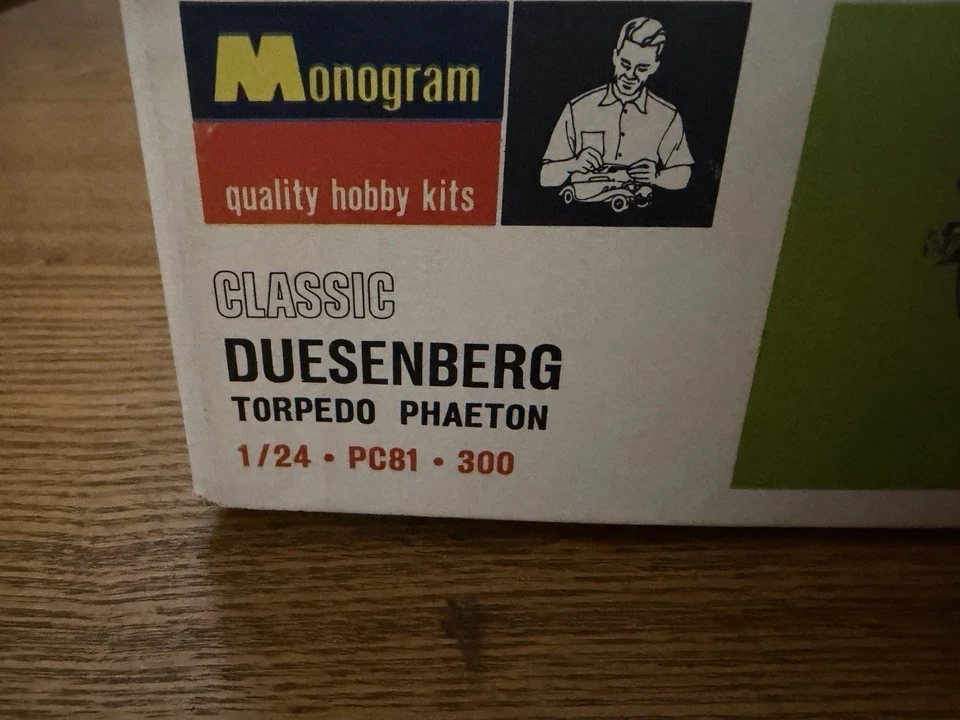 Monogram
quality hobby kits
CLASSIC
DUESENBERG
TORPEDO PHAETON
1/24 • PC81 • 300